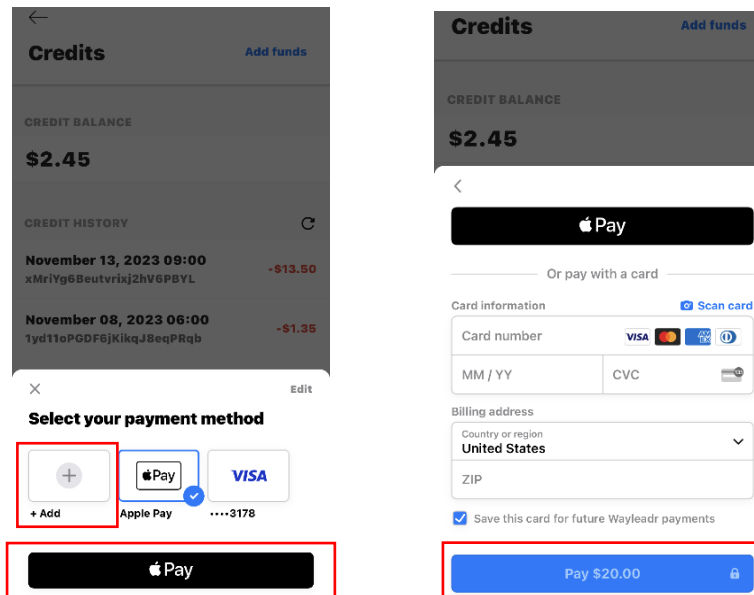 Credits
Add funds
CREDIT BALANCE
$2.45
CREDIT HISTORY
November 13, 2023 09:00
xMriYg6Beutvrixj2hV6PBYL
-$13.50
November 08, 2023 06:00
1yd11oPGDF6jKikqJ8eqPRqb
-$1.35
Edit
Select your payment method
Pay
VISA
+ Add
Apple Pay
••••3178
Pay
Credits
Add funds
CREDIT BALANCE
$2.45
Pay
Or pay with a card
Card information
Scan card
Card number
VISA
AM EX
MM / YY
CVC
Billing address
Country or region
United States
ZIP
Save this card for future Wayleadr payments
Pay $20.00